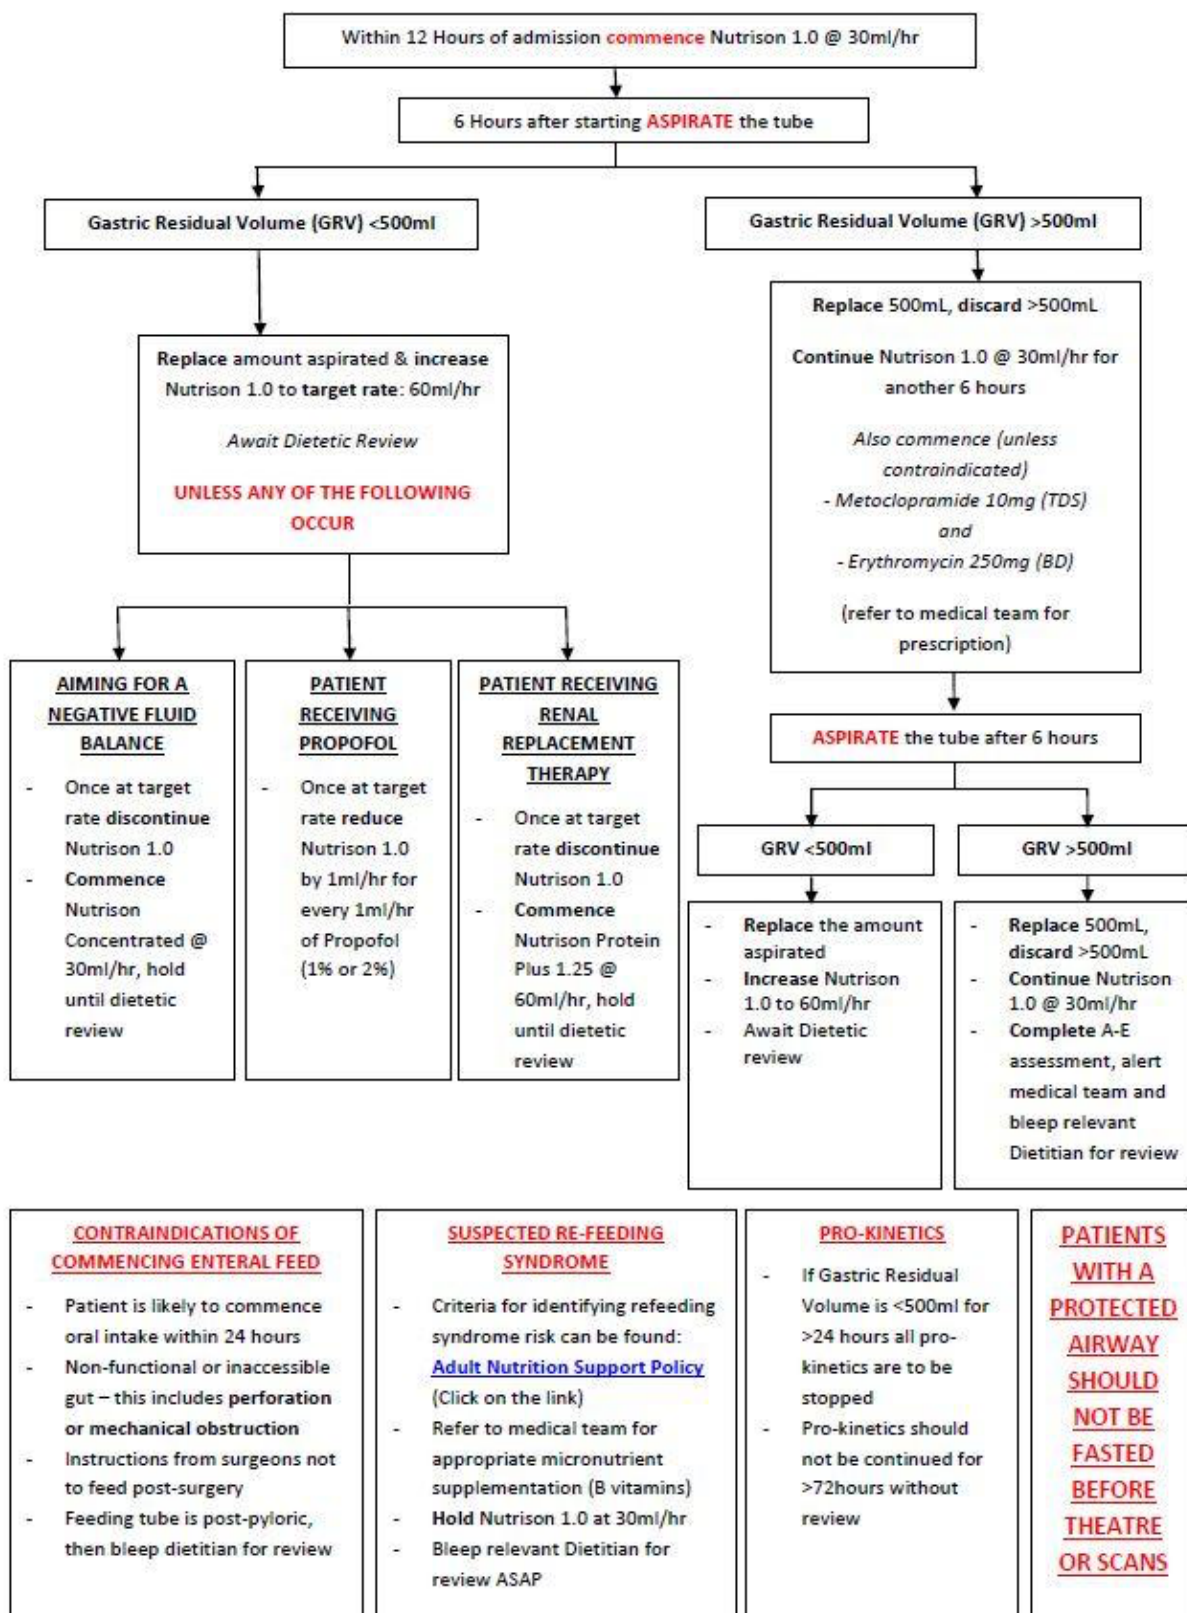 Within 12 Hours of admission commence Nutrison 1.0 @ 30ml/hr
6 Hours after starting ASPIRATE the tube
Gastric Residual Volume (GRV) <500ml
Gastric Residual Volume (GRV) >500ml
Replace amount aspirated & increase
Nutrison 1.0 to target rate: 60ml/hr
Await Dietetic Review
UNLESS ANY OF THE FOLLOWING
OCCUR
Replace 500mL, discard >500mL
Continue Nutrison 1.0 @ 30ml/hr for
another 6 hours
Also commence (unless
contraindicated)
- Metoclopramide 10mg (TDS)
and
- Erythromycin 250mg (BD)
(refer to medical team for
prescription)
AIMING FOR A
NEGATIVE FLUID
BALANCE
- Once at target
rate discontinue
Nutrison 1.0
- Commence
Nutrison
Concentrated @
30ml/hr, hold
until dietetic
review
PATIENT
RECEIVING
PROPOFOL
- Once at target
rate reduce
Nutrison 1.0
by 1ml/hr for
every 1ml/hr
of Propofol
(1% or 2%)
PATIENT RECEIVING
RENAL
REPLACEMENT
THERAPY
- Once at target
rate discontinue
Nutrison 1.0
- Commence
Nutrison Protein
Plus 1.25 @
60ml/hr, hold
until dietetic
review
ASPIRATE the tube after 6 hours
GRV <500ml
GRV >500ml
- Replace the amount
aspirated
- Increase Nutrison
1.0 to 60ml/hr
- Await Dietetic
review
- Replace 500mL,
discard >500mL
- Continue Nutrison
1.0 @ 30ml/hr
- Complete A-E
assessment, alert
medical team and
bleep relevant
Dietitian for review
CONTRAINDICATIONS OF
COMMENCING ENTERAL FEED
- Patient is likely to commence
oral intake within 24 hours
- Non-functional or inaccessible
gut – this includes perforation
or mechanical obstruction
- Instructions from surgeons not
to feed post-surgery
- Feeding tube is post-pyloric,
then bleep dietitian for review
SUSPECTED RE-FEEDING
SYNDROME
- Criteria for identifying refeeding
syndrome risk can be found:
Adult Nutrition Support Policy
(Click on the link)
- Refer to medical team for
appropriate micronutrient
supplementation (B vitamins)
- Hold Nutrison 1.0 at 30ml/hr
- Bleep relevant Dietitian for
review ASAP
PRO-KINETICS
- If Gastric Residual
Volume is <500ml for
>24 hours all pro-
kinetics are to be
stopped
- Pro-kinetics should
not be continued for
>72hours without
review
PATIENTS
WITH A
PROTECTED
AIRWAY
SHOULD
NOT BE
FASTED
BEFORE
THEATRE
OR SCANS